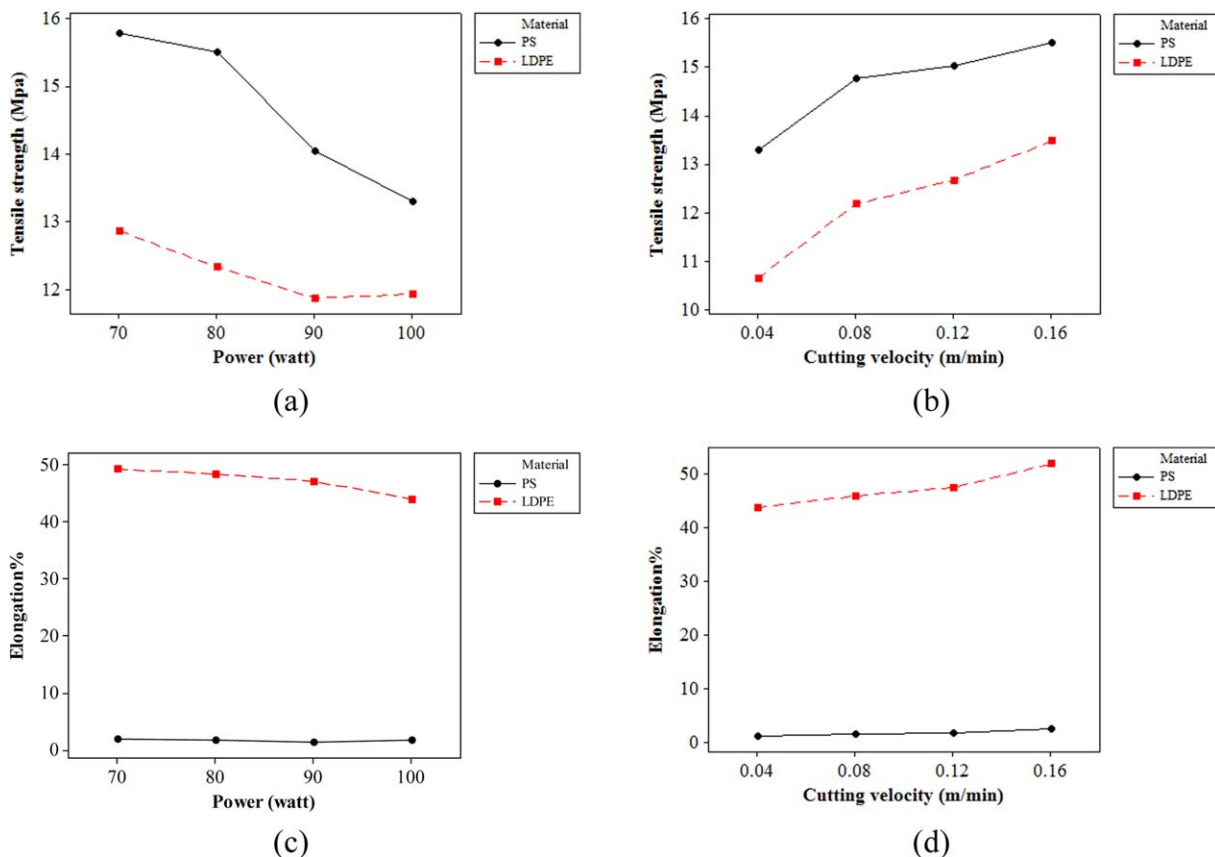 16
15
14
13
12
Tensile strength (Mpa)
70 80 90 100
Power (watt)
Material
PS
LDPE
(a)
16
15
14
13
12
11
10
Tensile strength (Mpa)
0.04 0.08 0.12 0.16
Cutting velocity (m/min)
Material
PS
LDPE
(b)
50
40
30
20
10
0
Elongation%
70 80 90 100
Power (watt)
Material
PS
LDPE
(c)
50
40
30
20
10
0
Elongation%
0.04 0.08 0.12 0.16
Cutting velocity (m/min)
Material
PS
LDPE
(d)